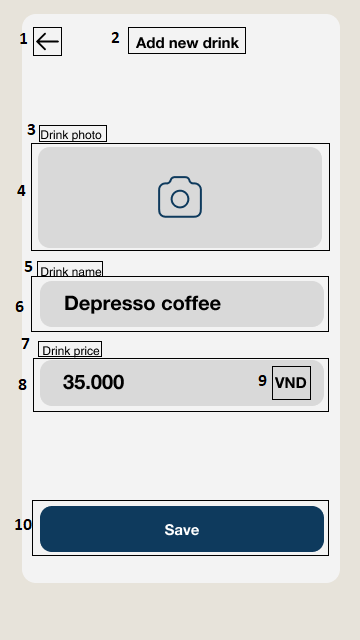 1
2 Add new drink
3 Drink photo
4
5 Drink name
6 Depresso coffee
7 Drink price
8 35.000 9 VND
10 Save